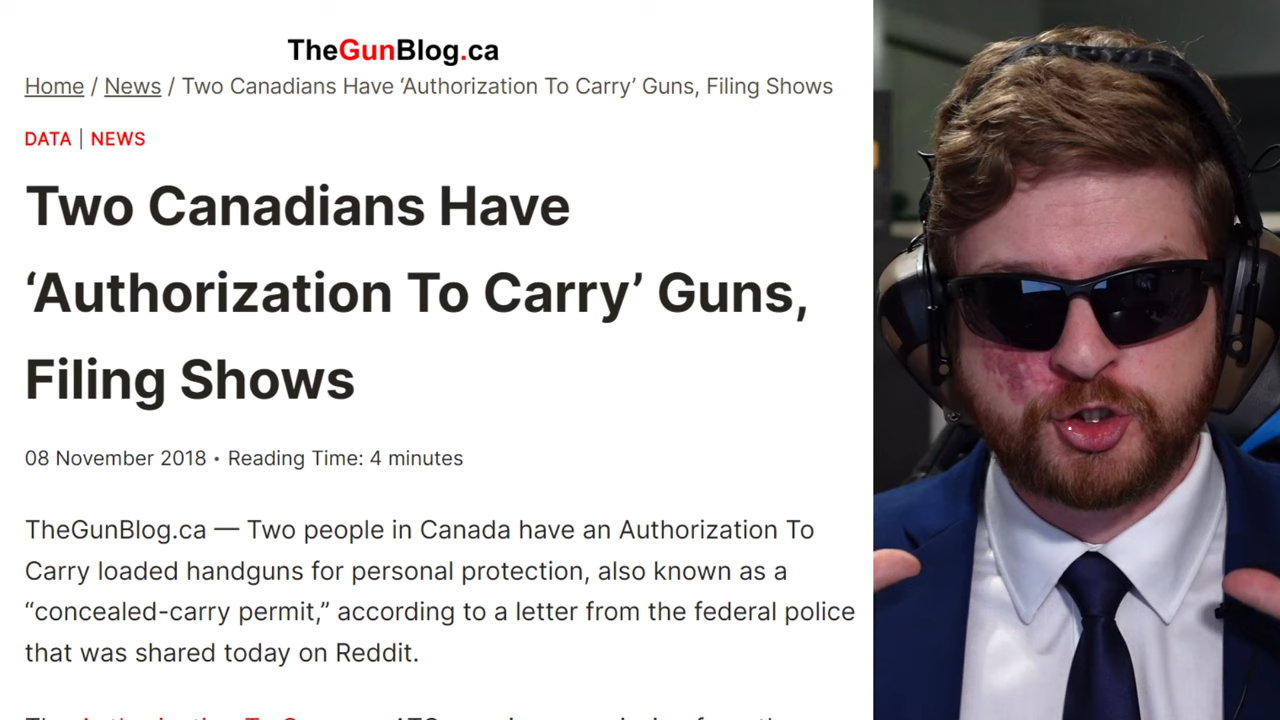 TheGunBlog.ca
Home / News / Two Canadians Have ‘Authorization To Carry’ Guns, Filing Shows
DATA | NEWS
Two Canadians Have
‘Authorization To Carry’ Guns,
Filing Shows
08 November 2018 • Reading Time: 4 minutes
TheGunBlog.ca — Two people in Canada have an Authorization To
Carry loaded handguns for personal protection, also known as a
“concealed-carry permit,” according to a letter from the federal police
that was shared today on Reddit.